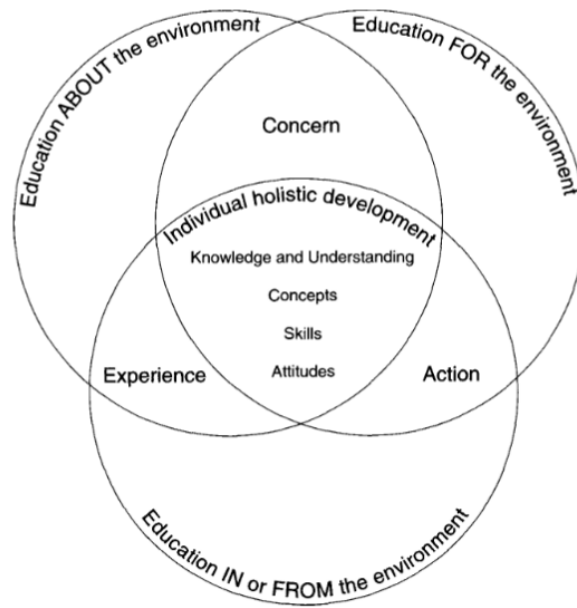 Education ABOUT the environment
Education FOR the environment
Concern
Individual holistic development
Knowledge and Understanding
Concepts
Skills
Attitudes
Experience
Action
Education IN or FROM the environment